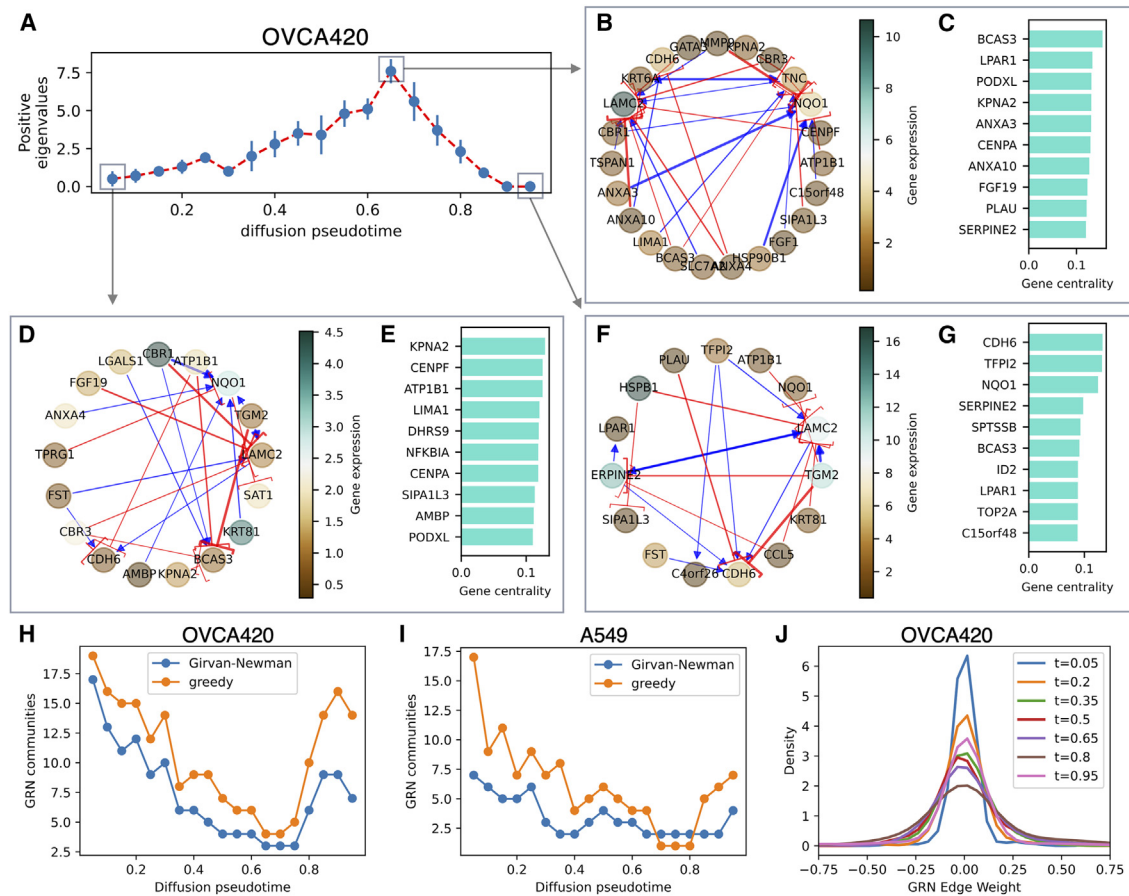 A
OVCA420
Positive
eigenvalues
7.5
5.0
2.5
0.0
0.2
0.4
0.6
0.8
diffusion pseudotime
B
MMP9
GATA3
KPNA2
CDH6
CBR3
KRT6A
TNC
LAMC2
NQO1
CBR1
CENPF
TSPAN1
ATP1B1
ANXA3
C15orf48
ANXA10
SIPA1L3
LIMA1
FGF1
BCAS3
HSP90B1
SLC7A2
ANXA4
10
8
6
4
2
Gene expression
C
BCAS3
LPAR1
PODXL
KPNA2
ANXA3
CENPA
ANXA10
FGF19
PLAU
SERPINE2
0.0
0.1
Gene centrality
D
CBR1
LGALS1
ATP1B1
FGF19
NQO1
ANXA4
TGM2
TPRG1
LAMC2
FST
SAT1
CBR3
KRT81
CDH6
BCAS3
AMBP
KPNA2
4.5
4.0
3.5
3.0
2.5
2.0
1.5
1.0
0.5
Gene expression
E
KPNA2
CENPF
ATP1B1
LIMA1
DHRS9
NFKBIA
CENPA
SIPA1L3
AMBP
PODXL
0.0
0.1
Gene centrality
F
TFPI2
PLAU
ATP1B1
HSPB1
NQO1
LPAR1
LAMC2
ERPINE2
TGM2
SIPA1L3
KRT81
FST
CCL5
C4orf26
CDH6
16
14
12
10
8
6
4
2
Gene expression
G
CDH6
TFPI2
NQO1
SERPINE2
SPTSSB
BCAS3
ID2
LPAR1
TOP2A
C15orf48
0.0
0.1
Gene centrality
H
OVCA420
GRN communities
17.5
15.0
12.5
10.0
7.5
5.0
2.5
Girvan-Newman
greedy
0.2
0.4
0.6
0.8
Diffusion pseudotime
I
A549
GRN communities
17.5
15.0
12.5
10.0
7.5
5.0
2.5
Girvan-Newman
greedy
0.2
0.4
0.6
0.8
Diffusion pseudotime
J
OVCA420
Density
6
5
4
3
2
1
0
t=0.05
t=0.2
t=0.35
t=0.5
t=0.65
t=0.8
t=0.95
−0.75
−0.50
−0.25
0.00
0.25
0.50
0.75
GRN Edge Weight